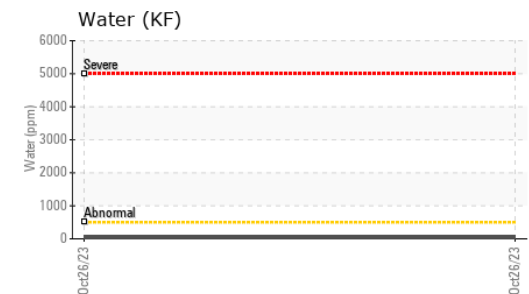 Water (KF)
6000
Severe
5000
4000
3000
Water (ppm)
2000
1000
Abnormal
0
Oct26/23
Oct26/23